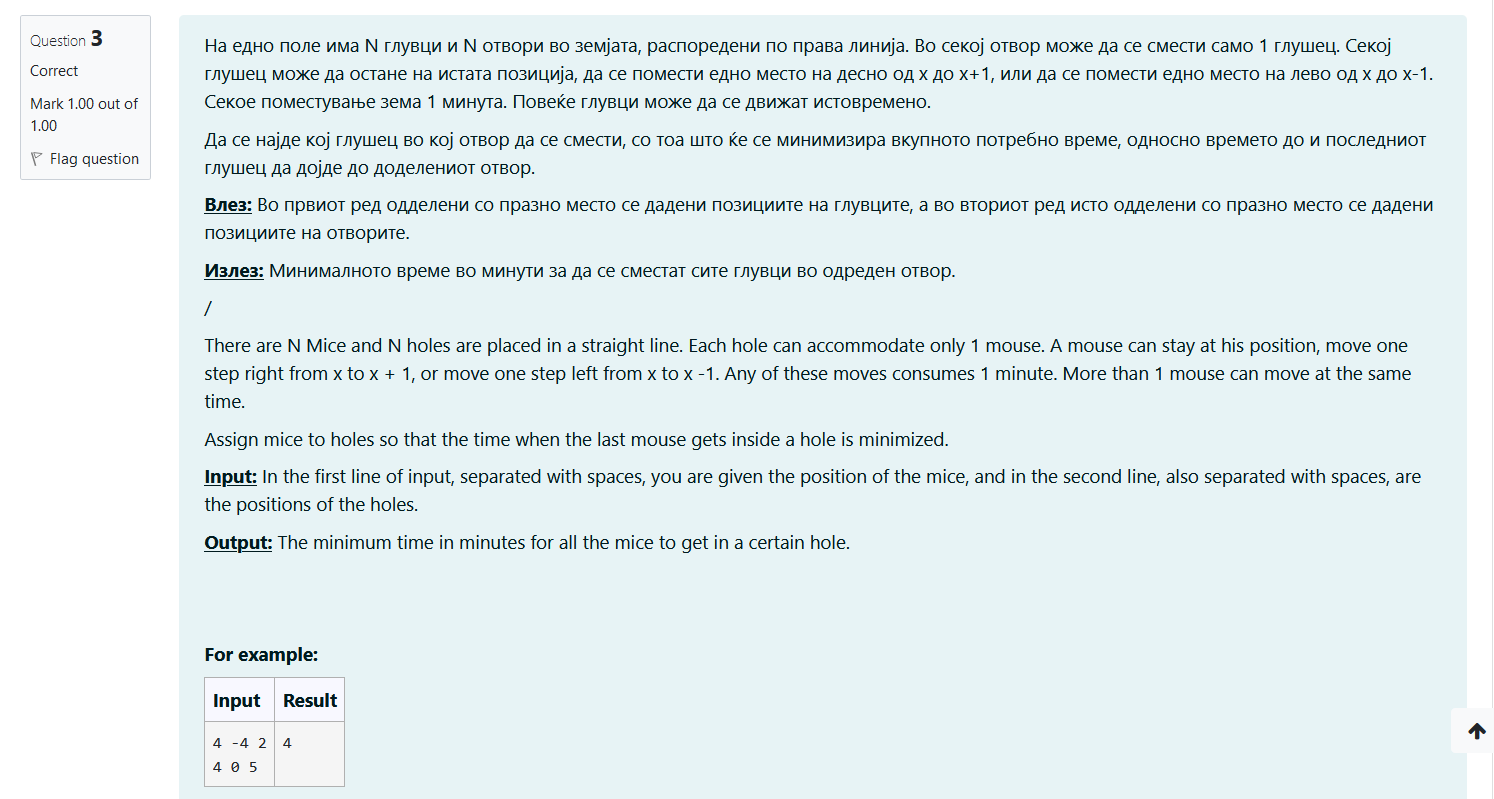 Question 3
Correct
Mark 1.00 out of
1.00
Flag question
На едно поле има N глувци и N отвори во земјата, распоредени по права линија. Во секој отвор може да се смести само 1 глушец. Секој
глушец може да остане на истата позиција, да се помести едно место на десно од x до x+1, или да се помести едно место на лево од x до x-1.
Секое поместување зема 1 минута. Повеќе глувци може да се движат истовремено.
Да се најде кој глушец во кој отвор да се смести, со тоа што ќе се минимизира вкупното потребно време, односно времето до и последниот
глушец да дојде до доделениот отвор.
Влез: Во првиот ред одделени со празно место се дадени позициите на глувците, а во вториот ред исто одделени со празно место се дадени
позициите на отворите.
Излез: Минималното време во минути за да се сместат сите глувци во одреден отвор.
/
There are N Mice and N holes are placed in a straight line. Each hole can accommodate only 1 mouse. A mouse can stay at his position, move one
step right from x to x + 1, or move one step left from x to x -1. Any of these moves consumes 1 minute. More than 1 mouse can move at the same
time.
Assign mice to holes so that the time when the last mouse gets inside a hole is minimized.
Input: In the first line of input, separated with spaces, you are given the position of the mice, and in the second line, also separated with spaces, are
the positions of the holes.
Output: The minimum time in minutes for all the mice to get in a certain hole.
For example:
Input Result
4 -4 2 4
4 0 5